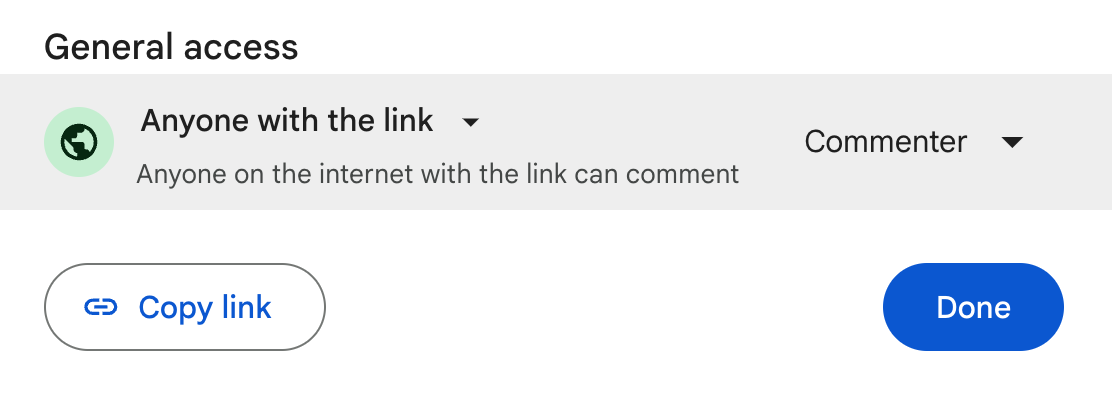 General access
Anyone with the link
Anyone on the internet with the link can comment
Commenter
Copy link
Done